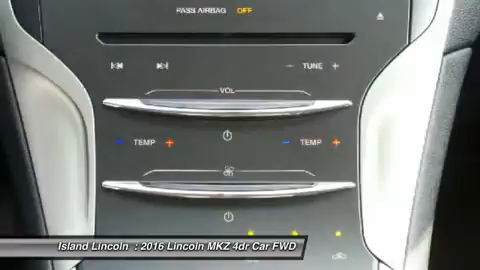 PASS AIRBAG OFF
− TUNE +
VOL
− TEMP + − TEMP +
Island Lincoln : 2016 Lincoln MKZ 4dr Car FWD